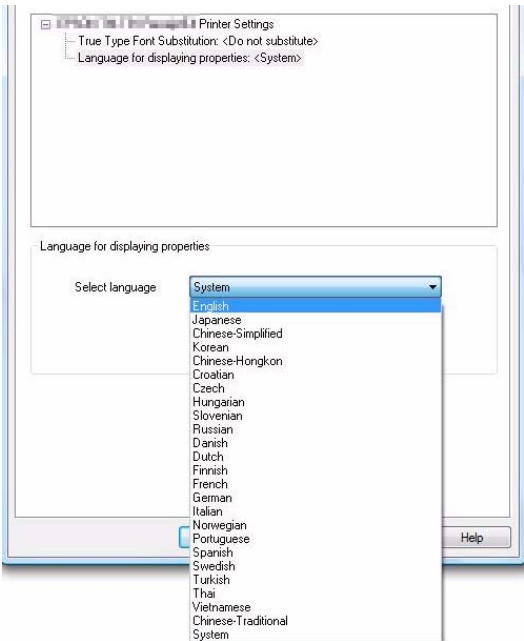 Printer Settings
True Type Font Substitution: <Do not substitute>
Language for displaying properties: <System>
Language for displaying properties
Select language System
English
Japanese
Chinese-Simplified
Korean
Chinese-Hongkon
Croatian
Czech
Hungarian
Slovenian
Russian
Danish
Dutch
Finnish
French
German
Italian
Norwegian
Portuguese
Spanish
Help
Swedish
Turkish
Thai
Vietnamese
Chinese-Traditional
System